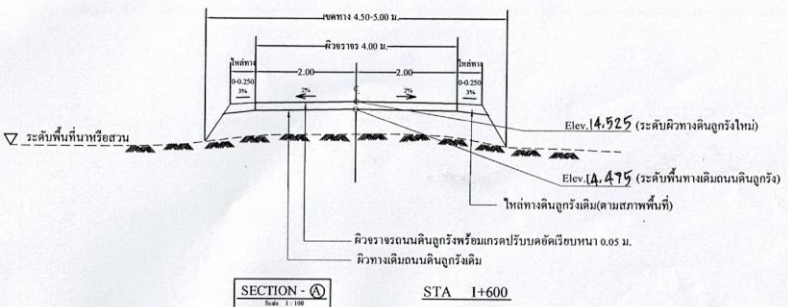 เขตทาง 4.50-5.00 ม.
ผิวจราจร 4.00 ม.
ไหล่ทาง
ไหล่ทาง
0-0.250
2.00
2.00
0-0.250
3%
2%
2%
3%
Elev.14.525 (ระดับผิวทางดินลูกรังใหม่)
ระดับพื้นที่นาหรือสวน
Elev.14.475 (ระดับพื้นทางเดิมถนนดินลูกรัง)
ไหล่ทางดินลูกรังเดิม(ตามสภาพพื้นที่)
ผิวจราจรถนนดินลูกรังพร้อมเกรดปรับบดอัดเรียบหนา 0.05 ม.
ผิวทางเดิมถนนดินลูกรังเดิม
SECTION - A
STA 1+600
Scale 1 : 100